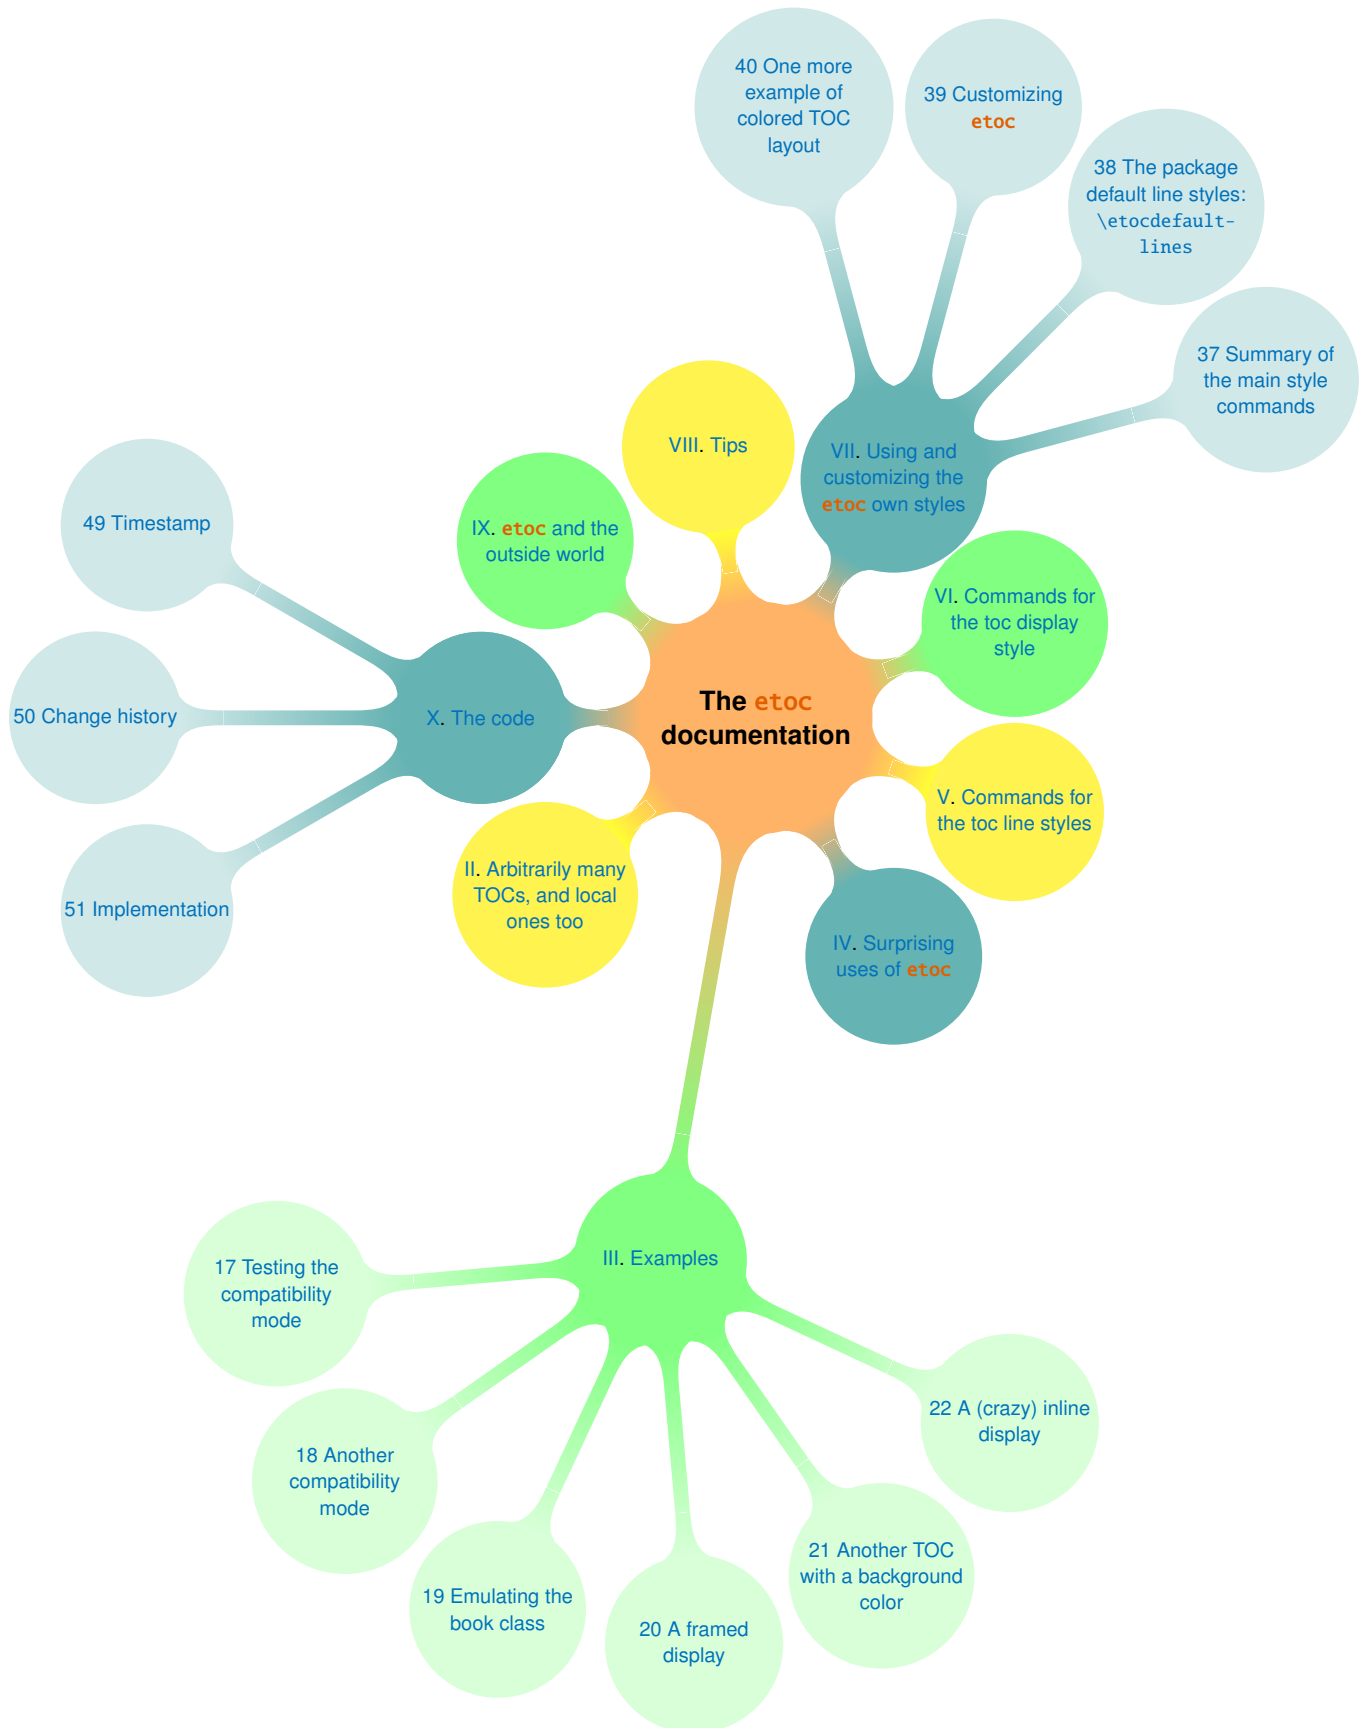 40 One more
example of
colored TOC
layout
39 Customizing
etoc
38 The package
default line styles:
\etocdefault-
lines
37 Summary of
the main style
commands
VIII. Tips
VII. Using and
customizing the
etoc own styles
49 Timestamp
IX. etoc and the
outside world
VI. Commands for
the toc display
style
50 Change history
X. The code
The etoc
documentation
V. Commands for
the toc line styles
51 Implementation
II. Arbitrarily many
TOCs, and local
ones too
IV. Surprising
uses of etoc
III. Examples
17 Testing the
compatibility
mode
18 Another
compatibility
mode
19 Emulating the
book class
20 A framed
display
21 Another TOC
with a background
color
22 A (crazy) inline
display